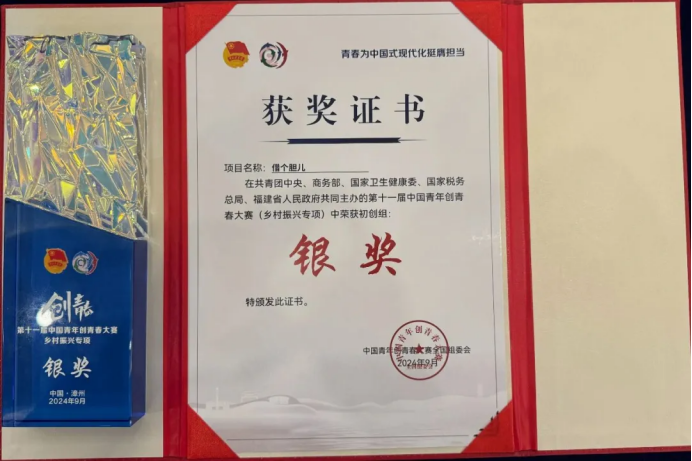 青春为中国式现代化挺膺担当
获奖证书
项目名称：借个胆儿
在共青团中央、商务部、国家卫生健康委、国家税务
总局、福建省人民政府共同主办的第十一届中国青年创青
春大赛（乡村振兴专项）中荣获初创组：
银奖
特颁发此证书。
中国青年创青春大赛全国组委会
2024年9月
创青春
第十一届中国青年创青春大赛
乡村振兴专项
银奖
中国·漳州
2024年9月